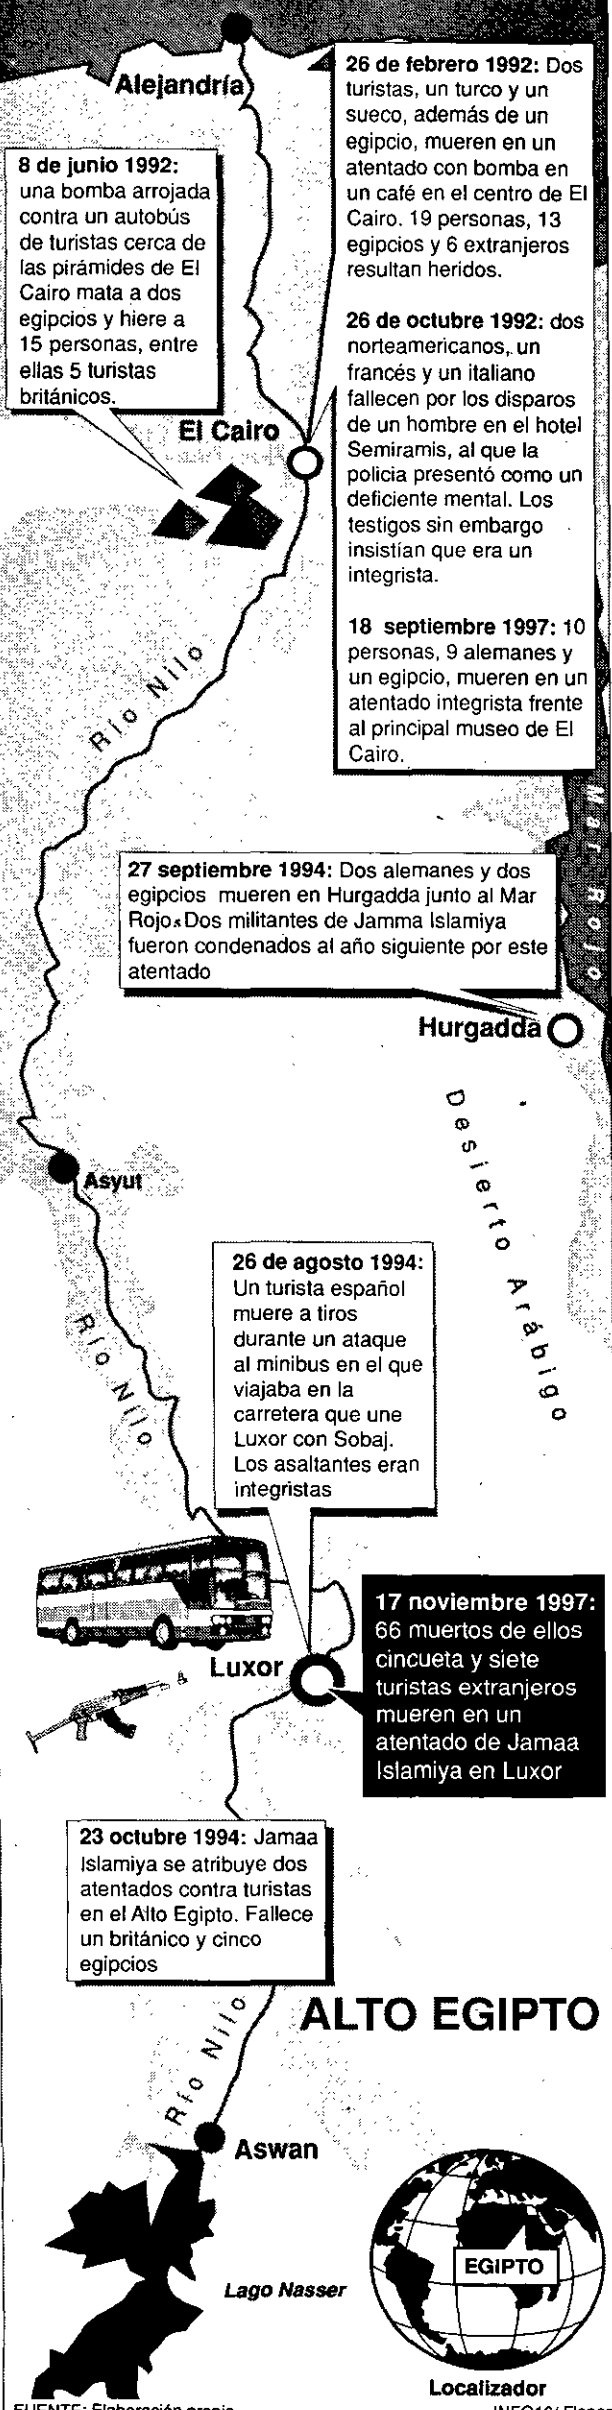 Alejandría
26 de febrero 1992: Dos
turistas, un turco y un
sueco, además de un
egipcio, mueren en un
atentado con bomba en
un café en el centro de El
Cairo. 19 personas, 13
egipcios y 6 extranjeros
resultan heridos.
26 de octubre 1992: dos
norteamericanos, un
francés y un italiano
fallecen por los disparos
de un hombre en el hotel
Semiramis, al que la
policia presentó como un
deficiente mental. Los
testigos sin embargo
insistían que era un
integrista.
18 septiembre 1997: 10
personas, 9 alemanes y
un egipcio, mueren en un
atentado integrista frente
al principal museo de El
Cairo.
8 de junio 1992:
una bomba arrojada
contra un autobús
de turistas cerca de
las pirámides de El
Cairo mata a dos
egipcios y hiere a
15 personas, entre
ellas 5 turistas
británicos.
El Cairo
Río Nilo
Mar Rojo
27 septiembre 1994: Dos alemanes y dos
egipcios mueren en Hurgadda junto al Mar
Rojo. Dos militantes de Jamma Islamiya
fueron condenados al año siguiente por este
atentado
Hurgadda
Desierto Arábigo
Asyut
Río Nilo
26 de agosto 1994:
Un turista español
muere a tiros
durante un ataque
al minibus en el que
viajaba en la
carretera que une
Luxor con Sobaj.
Los asaltantes eran
integristas
Luxor
17 noviembre 1997:
66 muertos de ellos
cincueta y siete
turistas extranjeros
mueren en un
atentado de Jamaa
Islamiya en Luxor
23 octubre 1994: Jamaa
Islamiya se atribuye dos
atentados contra turistas
en el Alto Egipto. Fallece
un británico y cinco
egipcios
ALTO EGIPTO
Río Nilo
Aswan
Lago Nasser
EGIPTO
Localizador
FUENTE: Elaboración propia